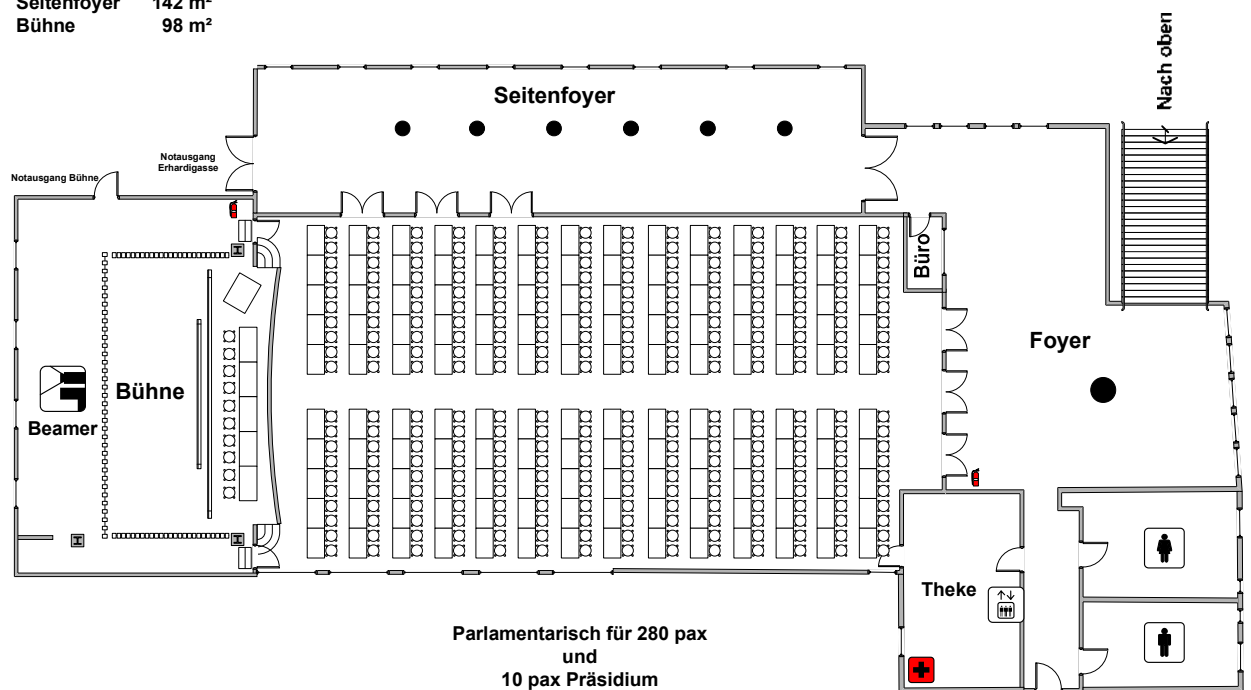 Seitenfoyer 142 m²
Bühne 98 m²
Nach oben
Seitenfoyer
Notausgang
Erhardigasse
Notausgang Bühne
Büro
Foyer
Bühne
Beamer
H
H
H
Theke
Parlamentarisch für 280 pax
und
10 pax Präsidium